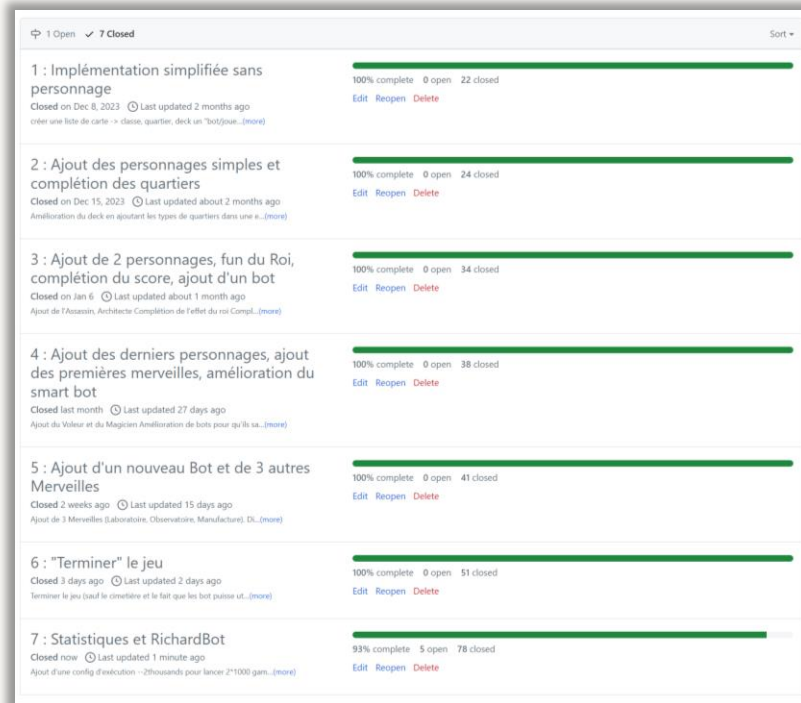 1 Open 7 Closed Sort
1 : Implémentation simplifiée sans
personnage
Closed on Dec 8, 2023 Last updated 2 months ago
créer une liste de carte -> classe, quartier, deck un "bot/joue...(more)
100% complete 0 open 22 closed
Edit Reopen Delete
2 : Ajout des personnages simples et
complétion des quartiers
Closed on Dec 15, 2023 Last updated about 2 months ago
Amélioration du deck en ajoutant les types de quartiers dans une e...(more)
100% complete 0 open 24 closed
Edit Reopen Delete
3 : Ajout de 2 personnages, fun du Roi,
complétion du score, ajout d'un bot
Closed on Jan 6 Last updated about 1 month ago
Ajout de l'Assassin, Architecte Complétion de l'effet du roi Compl...(more)
100% complete 0 open 34 closed
Edit Reopen Delete
4 : Ajout des derniers personnages, ajout
des premières merveilles, amélioration du
smart bot
Closed last month Last updated 27 days ago
Ajout du Voleur et du Magicien Amélioration de bots pour qu'ils sa...(more)
100% complete 0 open 38 closed
Edit Reopen Delete
5 : Ajout d'un nouveau Bot et de 3 autres
Merveilles
Closed 2 weeks ago Last updated 15 days ago
Ajout de 3 Merveilles (Laboratoire, Observatoire, Manufacture). Di...(more)
100% complete 0 open 41 closed
Edit Reopen Delete
6 : "Terminer" le jeu
Closed 3 days ago Last updated 2 days ago
Terminer le jeu (sauf le cimetière et le fait que les bot puisse ut...(more)
100% complete 0 open 51 closed
Edit Reopen Delete
7 : Statistiques et RichardBot
Closed now Last updated 1 minute ago
Ajout d'une config d'exécution --2thousands pour lancer 2*1000 gam...(more)
93% complete 5 open 78 closed
Edit Reopen Delete